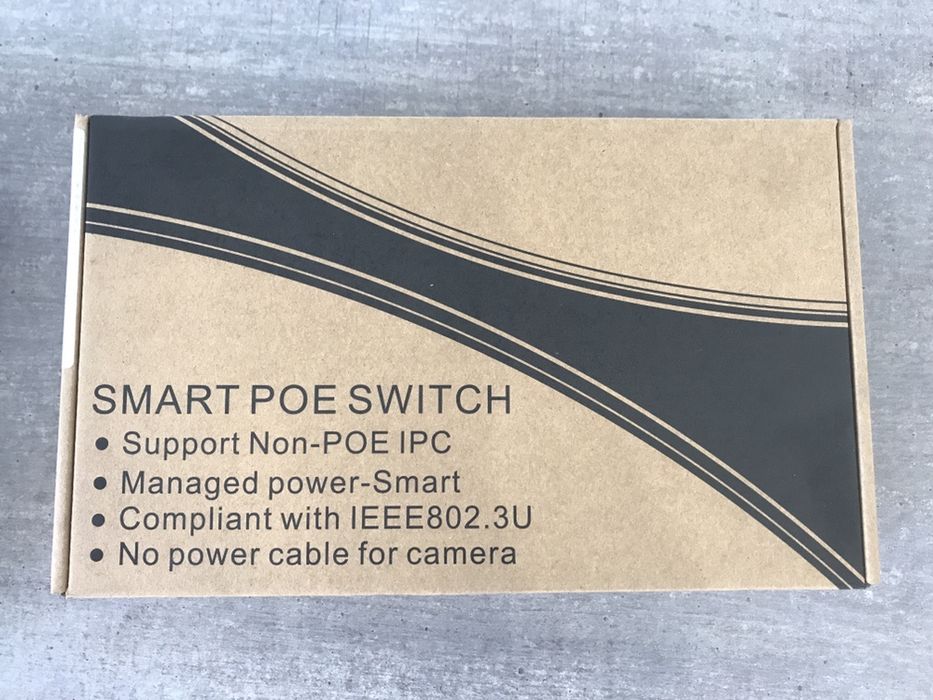 SMART POE SWITCH
• Support Non-POE IPC
• Managed power-Smart
• Compliant with IEEE802.3U
• No power cable for camera